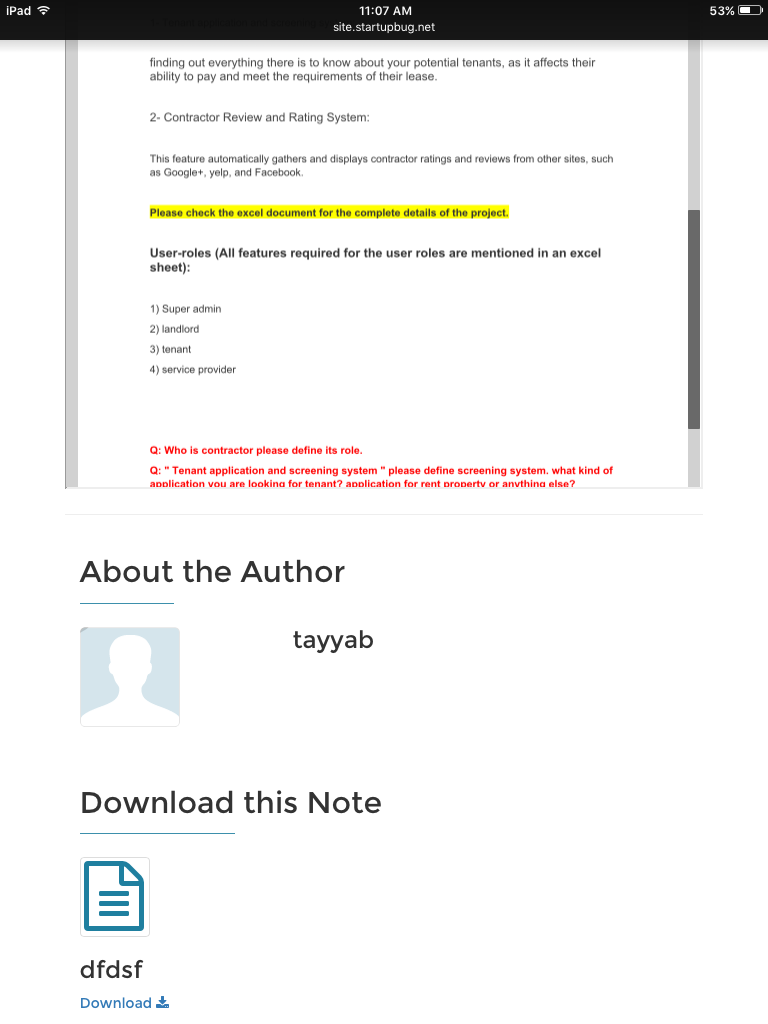 iPad
11:07 AM
53%
site.startupbug.net
finding out everything there is to know about your potential tenants, as it affects their
ability to pay and meet the requirements of their lease.
2- Contractor Review and Rating System:
This feature automatically gathers and displays contractor ratings and reviews from other sites, such
as Google+, yelp, and Facebook.
Please check the excel document for the complete details of the project.
User-roles (All features required for the user roles are mentioned in an excel
sheet):
1) Super admin
2) landlord
3) tenant
4) service provider
Q: Who is contractor please define its role.
Q: " Tenant application and screening system " please define screening system. what kind of
application you are looking for tenant? application for rent property or anything else?
About the Author
tayyab
Download this Note
dfdsf
Download